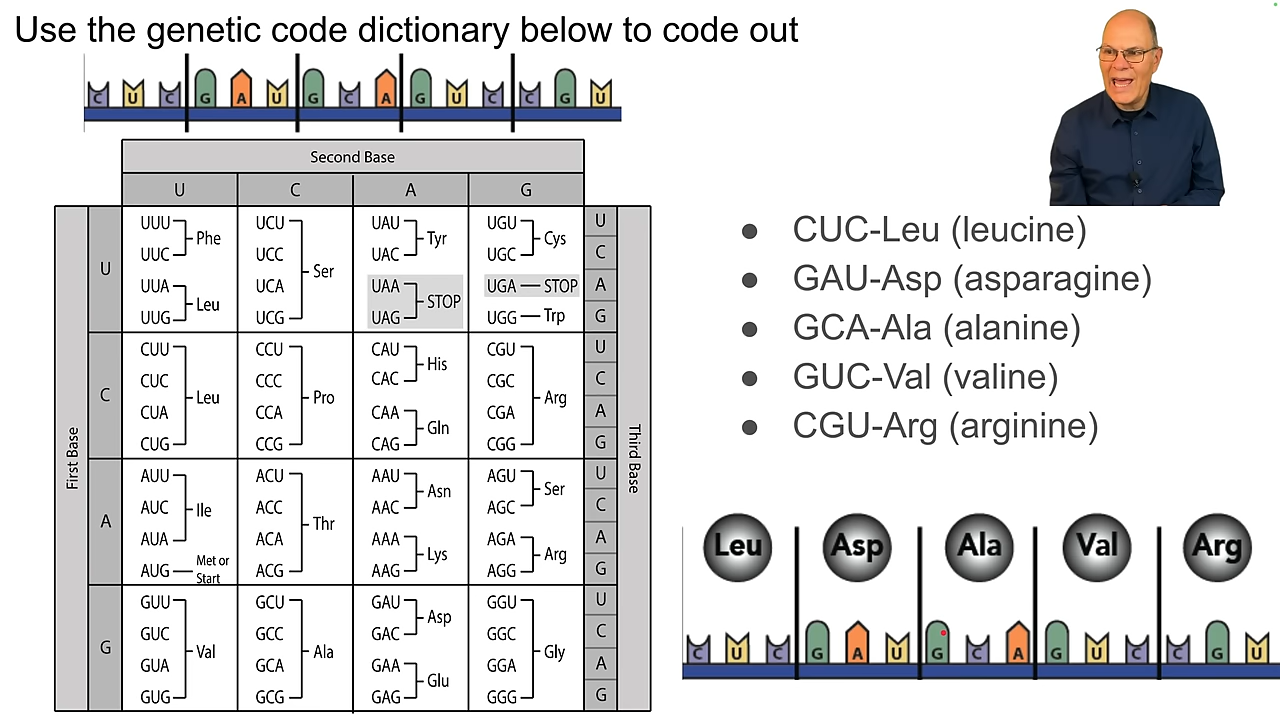 Use the genetic code dictionary below to code out
C U C G A U G C A G U C C G U
Second Base
U C A G
First Base
Third Base
U
UUU
UUC
Phe
UUA
UUG
Leu
UCU
UCC
UCA
UCG
Ser
UAU
UAC
Tyr
UAA
UAG
STOP
UGU
UGC
Cys
UGA STOP
UGG Trp
U
C
A
G
C
CUU
CUC
CUA
CUG
Leu
CCU
CCC
CCA
CCG
Pro
CAU
CAC
His
CAA
CAG
Gln
CGU
CGC
CGA
CGG
Arg
U
C
A
G
A
AUU
AUC
AUA
Ile
AUG Met or
Start
ACU
ACC
ACA
ACG
Thr
AAU
AAC
Asn
AAA
AAG
Lys
AGU
AGC
Ser
AGA
AGG
Arg
U
C
A
G
G
GUU
GUC
GUA
GUG
Val
GCU
GCC
GCA
GCG
Ala
GAU
GAC
Asp
GAA
GAG
Glu
GGU
GGC
GGA
GGG
Gly
U
C
A
G
● CUC-Leu (leucine)
● GAU-Asp (asparagine)
● GCA-Ala (alanine)
● GUC-Val (valine)
● CGU-Arg (arginine)
Leu Asp Ala Val Arg
C U C G A U G C A G U C C G U